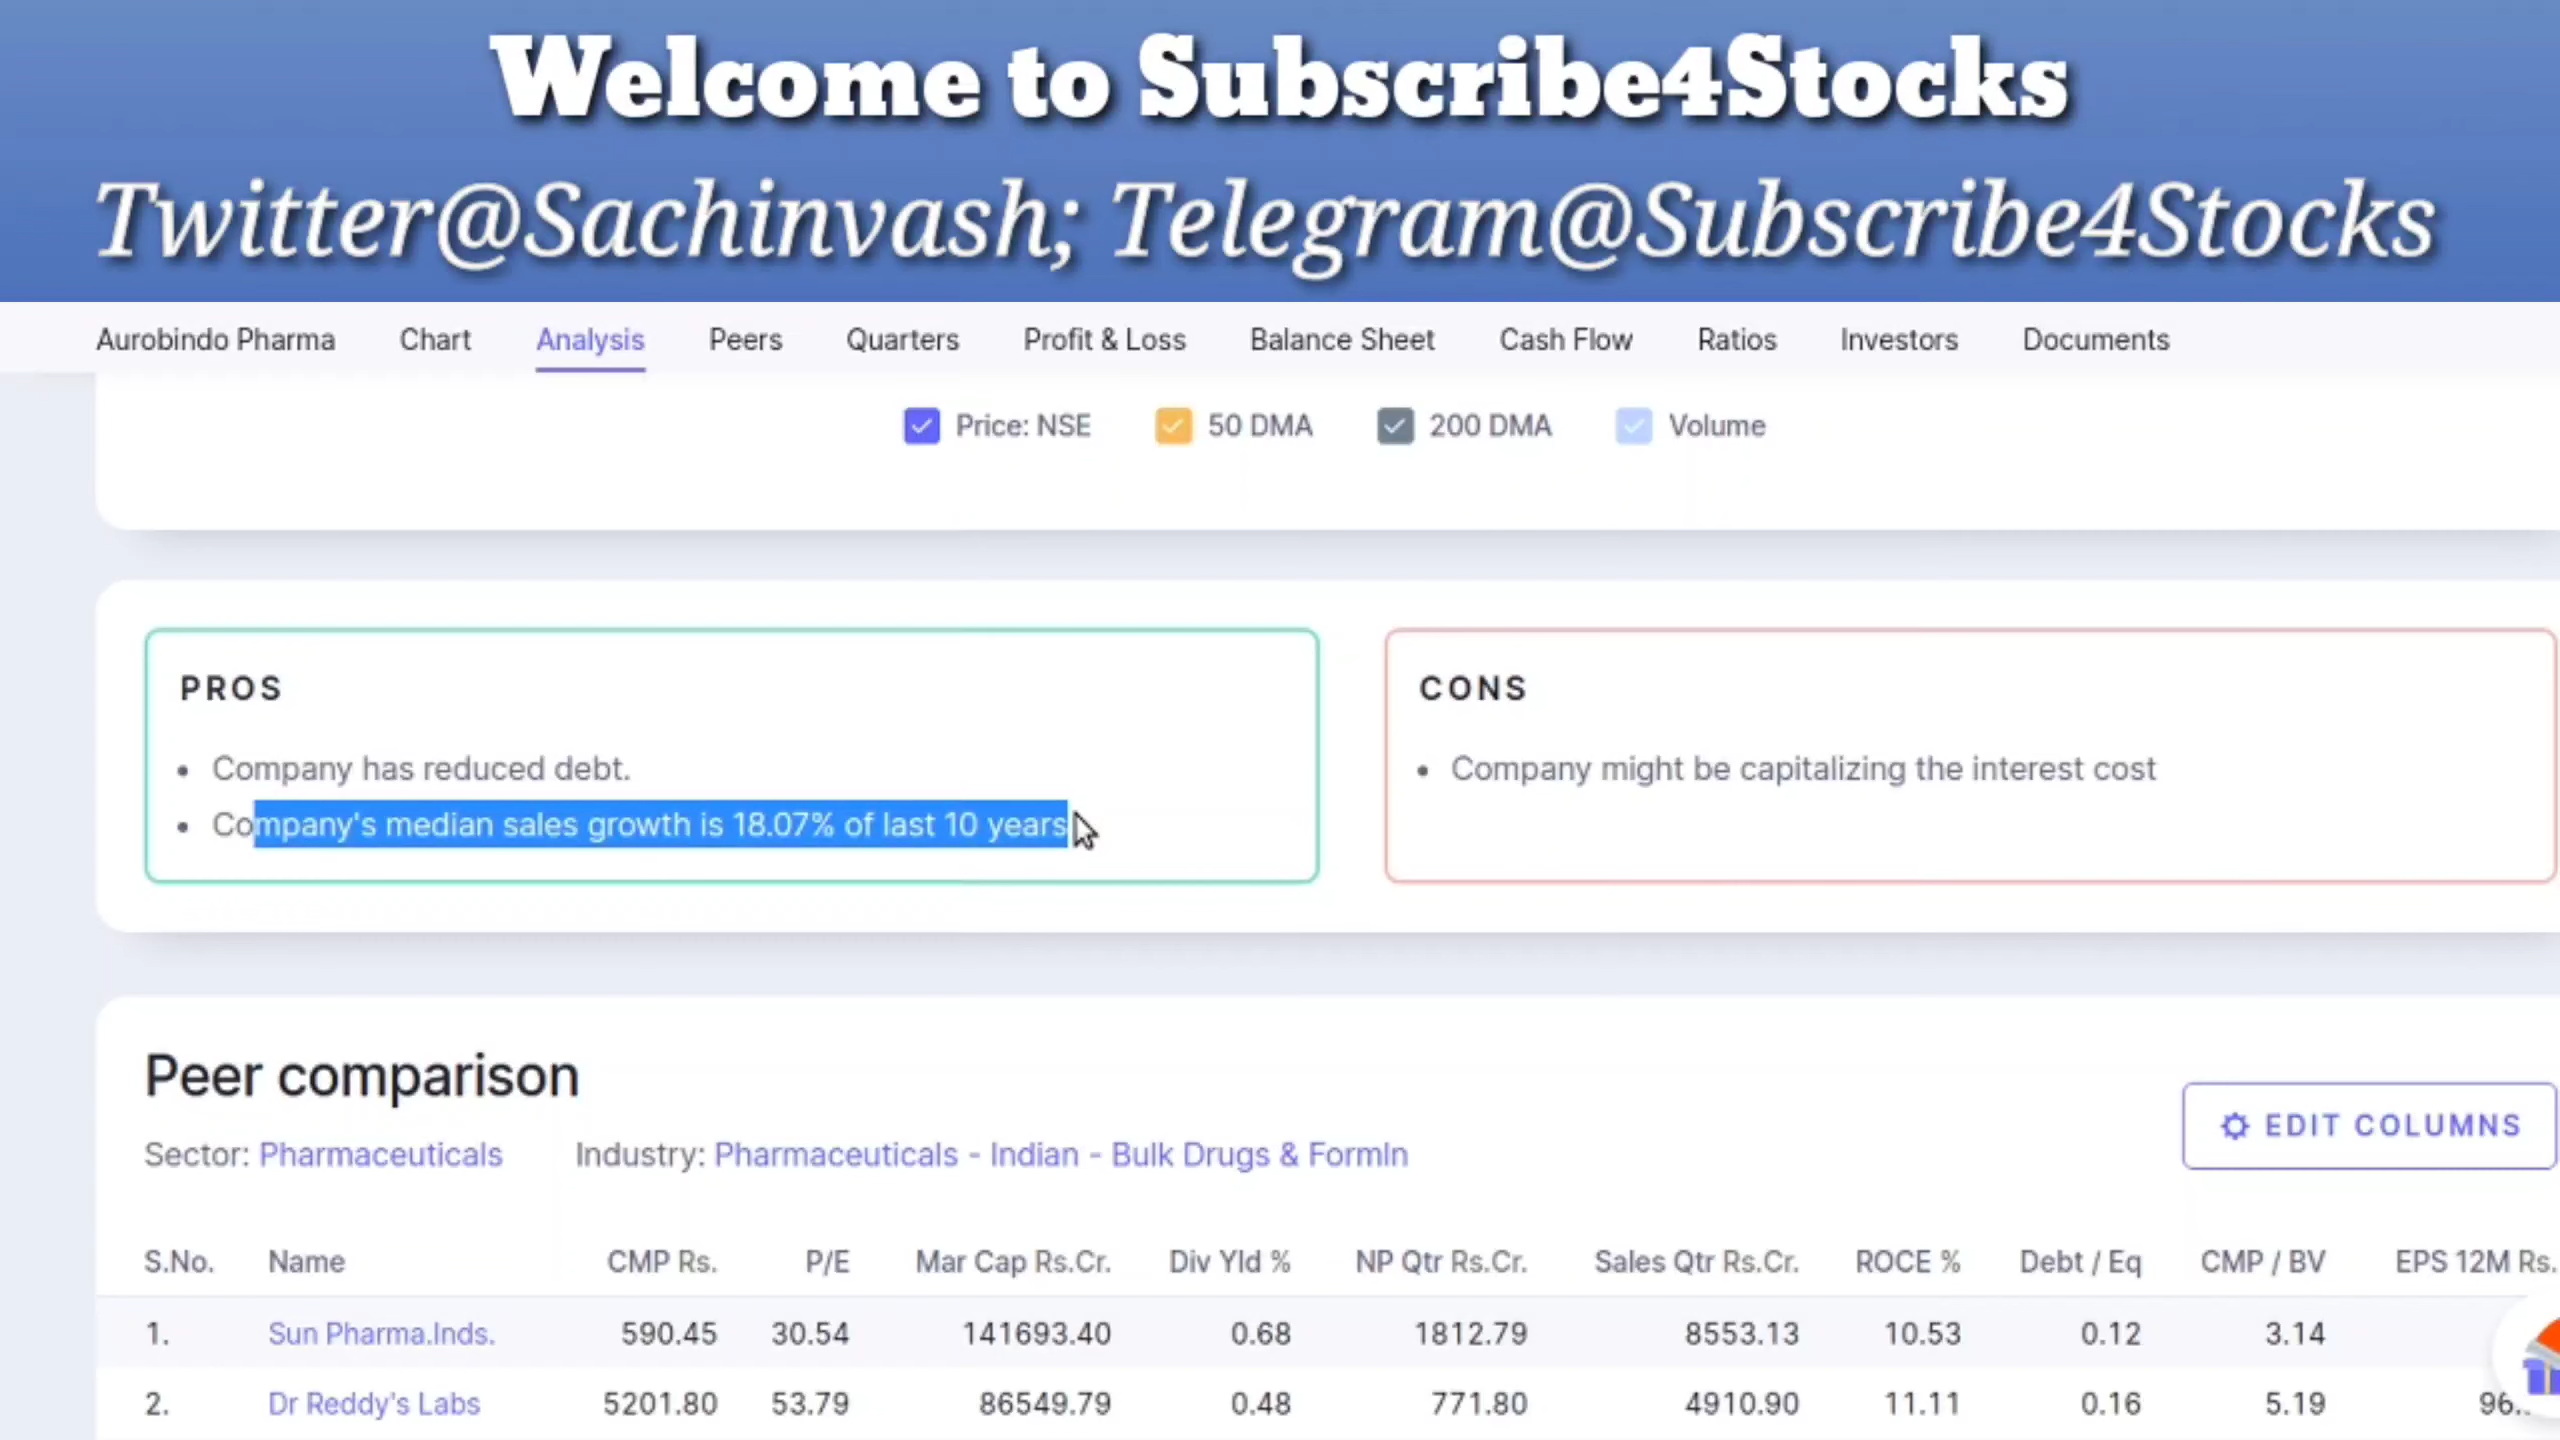 Welcome to Subscribe4Stocks
Twitter@Sachinvash; Telegram@Subscribe4Stocks
Aurobindo Pharma Chart Analysis Peers Quarters Profit & Loss Balance Sheet Cash Flow Ratios Investors Documents
Price: NSE 50 DMA 200 DMA Volume
PROS
Company has reduced debt.
Company's median sales growth is 18.07% of last 10 years
CONS
Company might be capitalizing the interest cost
Peer comparison
EDIT COLUMNS
Sector: Pharmaceuticals Industry: Pharmaceuticals - Indian - Bulk Drugs & Formln
S.No. Name CMP Rs. P/E Mar Cap Rs.Cr. Div Yld % NP Qtr Rs.Cr. Sales Qtr Rs.Cr. ROCE % Debt / Eq CMP / BV EPS 12M Rs.
1. Sun Pharma.Inds. 590.45 30.54 141693.40 0.68 1812.79 8553.13 10.53 0.12 3.14
2. Dr Reddy's Labs 5201.80 53.79 86549.79 0.48 771.80 4910.90 11.11 0.16 5.19